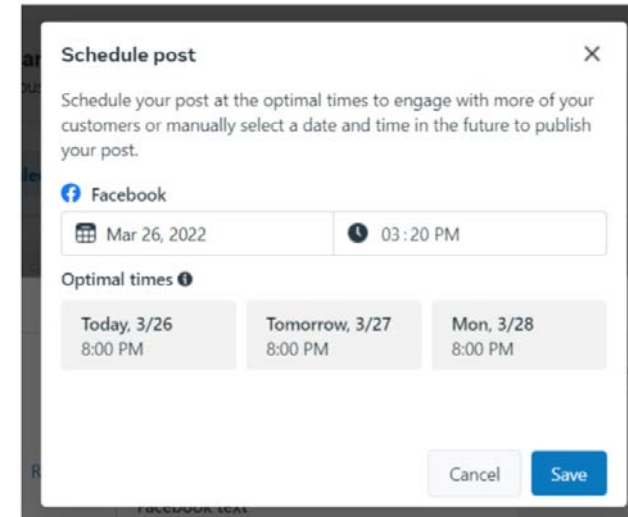 Schedule post
Schedule your post at the optimal times to engage with more of your
customers or manually select a date and time in the future to publish
your post.
Facebook
Mar 26, 2022 03:20 PM
Optimal times
Today, 3/26 Tomorrow, 3/27 Mon, 3/28
8:00 PM 8:00 PM 8:00 PM
Cancel Save
Facebook text